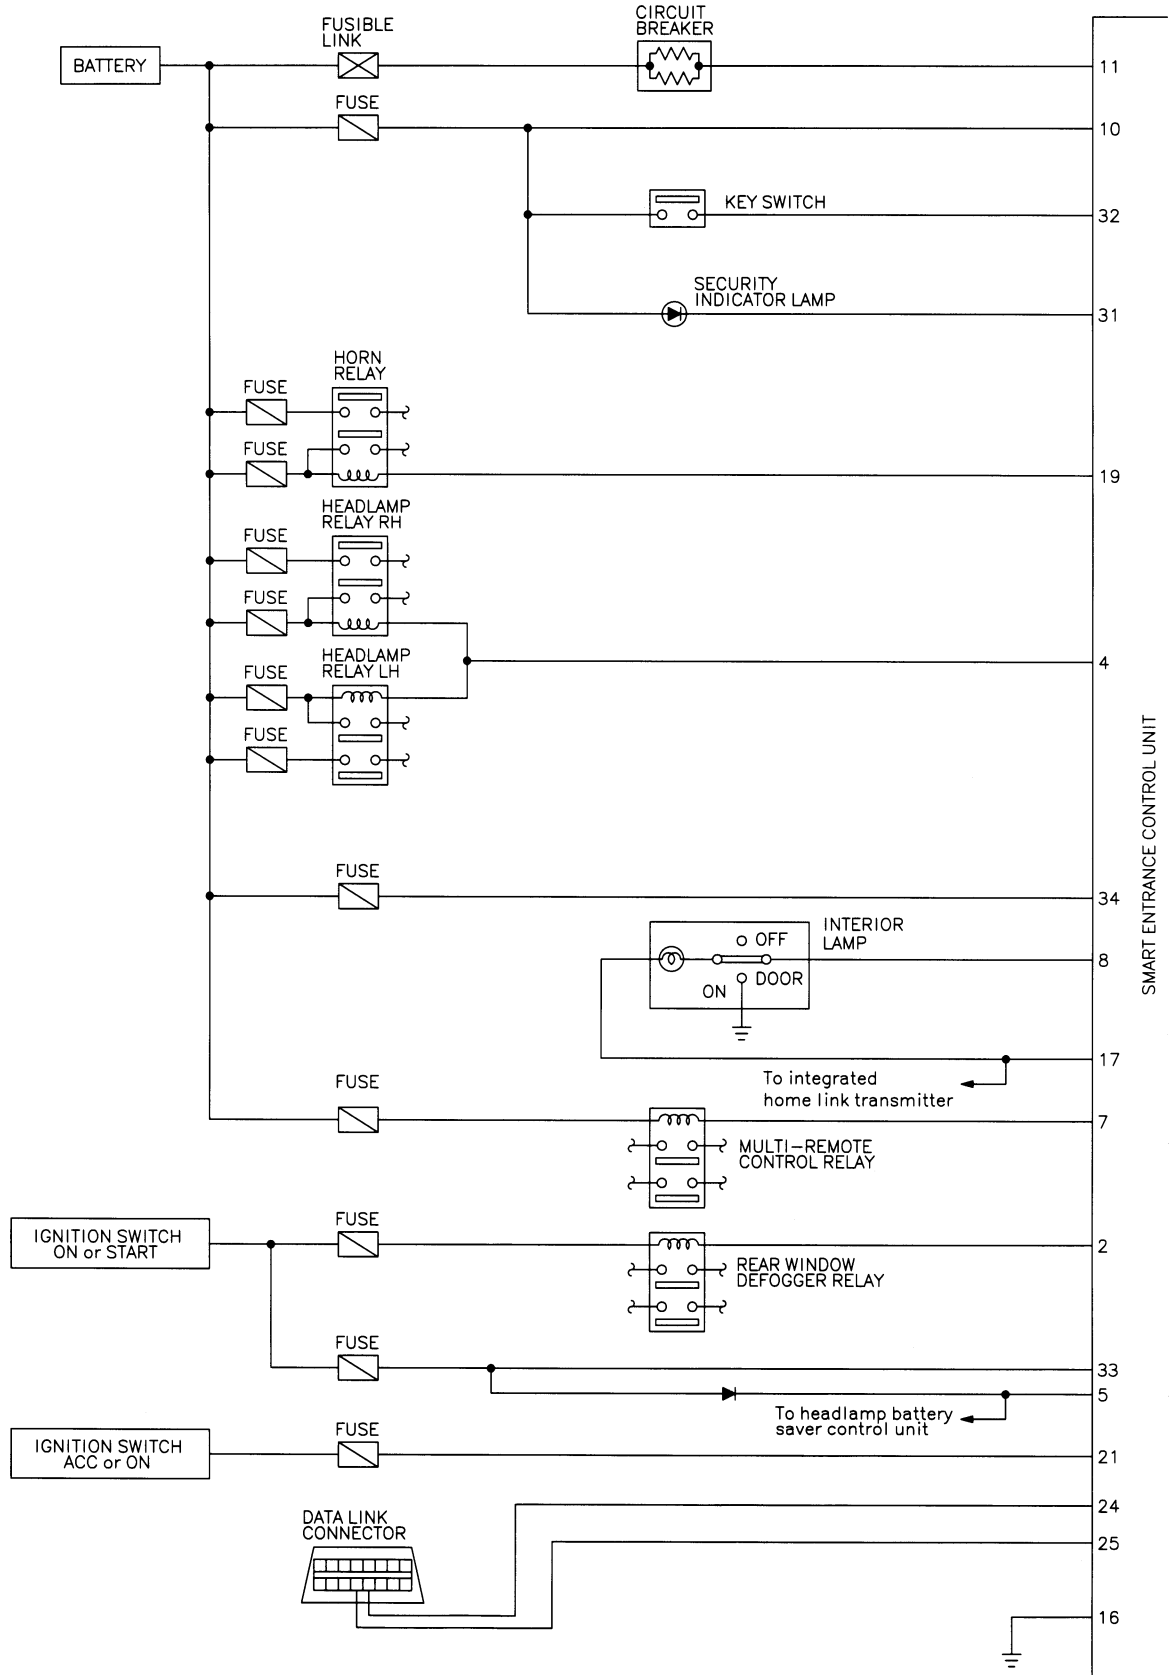 CIRCUIT
BREAKER
FUSIBLE
LINK
BATTERY
11
FUSE
10
KEY SWITCH
32
SECURITY
INDICATOR LAMP
31
HORN
RELAY
FUSE
FUSE
19
HEADLAMP
RELAY RH
FUSE
FUSE
HEADLAMP
RELAY LH
4
FUSE
FUSE
SMART ENTRANCE CONTROL UNIT
FUSE
34
INTERIOR
LAMP
OFF
8
DOOR
ON
17
To integrated
home link transmitter
FUSE
7
MULTI-REMOTE
CONTROL RELAY
FUSE
IGNITION SWITCH
ON or START
2
REAR WINDOW
DEFOGGER RELAY
FUSE
33
5
To headlamp battery
saver control unit
FUSE
IGNITION SWITCH
ACC or ON
21
24
DATA LINK
CONNECTOR
25
16